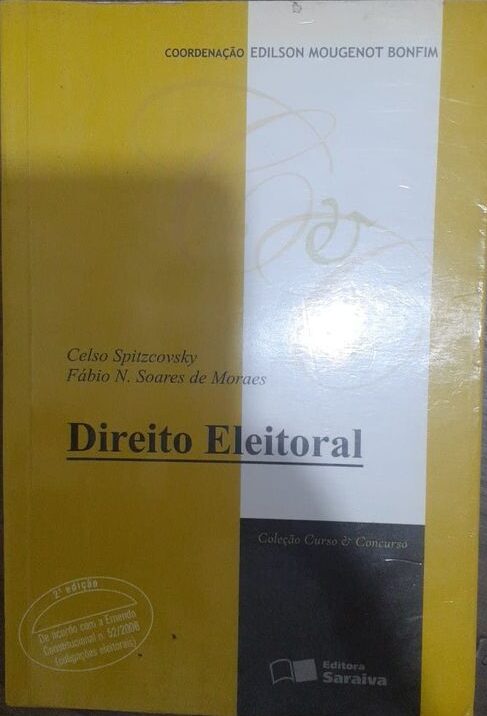 COORDENAÇÃO EDILSON MOUGENOT BONFIM
Celso Spitzcovsky
Fábio N. Soares de Moraes
Direito Eleitoral
Coleção Curso & Concurso
2ª edição
De acordo com a Emenda
Constitucional n. 52/2006
(coligações eleitorais)
Editora
Saraiva